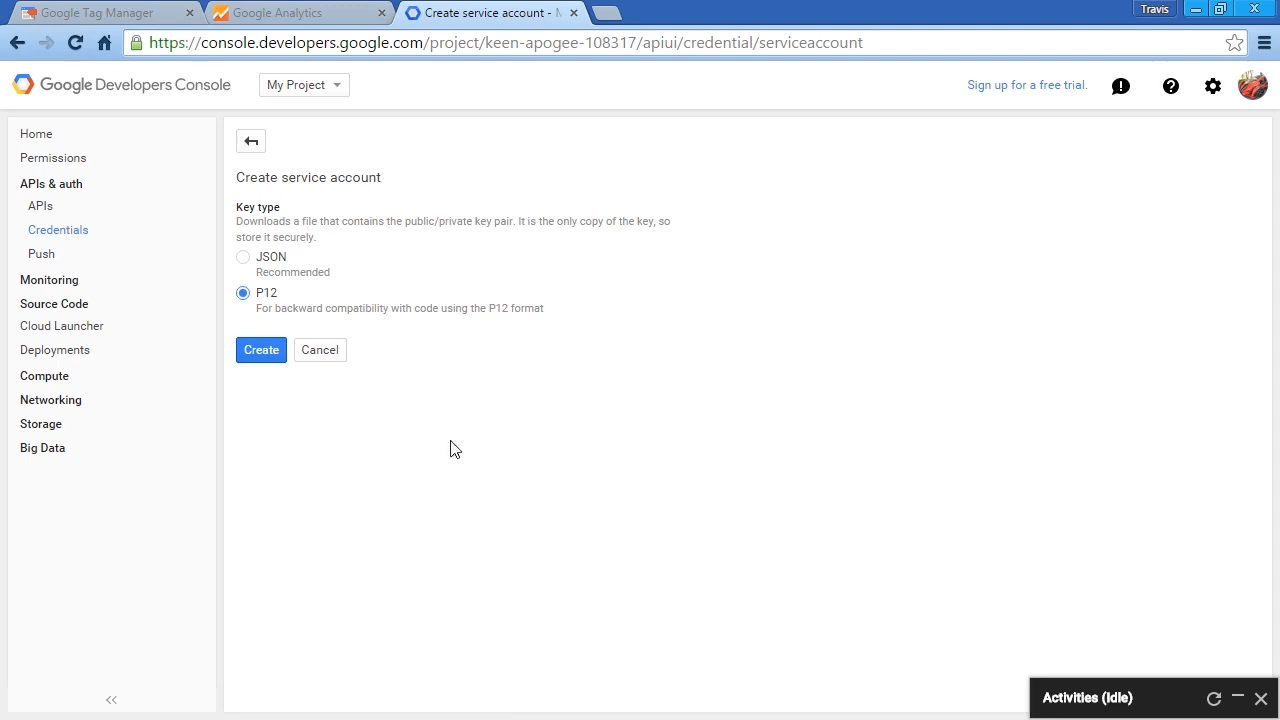 Google Tag Manager
Google Analytics
Create service account -
Travis
https://console.developers.google.com/project/keen-apogee-108317/apiui/credential/serviceaccount
Google Developers Console
My Project
Sign up for a free trial.
Home
Permissions
APIs & auth
APIs
Credentials
Push
Monitoring
Source Code
Cloud Launcher
Deployments
Compute
Networking
Storage
Big Data
Create service account
Key type
Downloads a file that contains the public/private key pair. It is the only copy of the key, so
store it securely.
JSON
Recommended
P12
For backward compatibility with code using the P12 format
Create
Cancel
Activities (Idle)